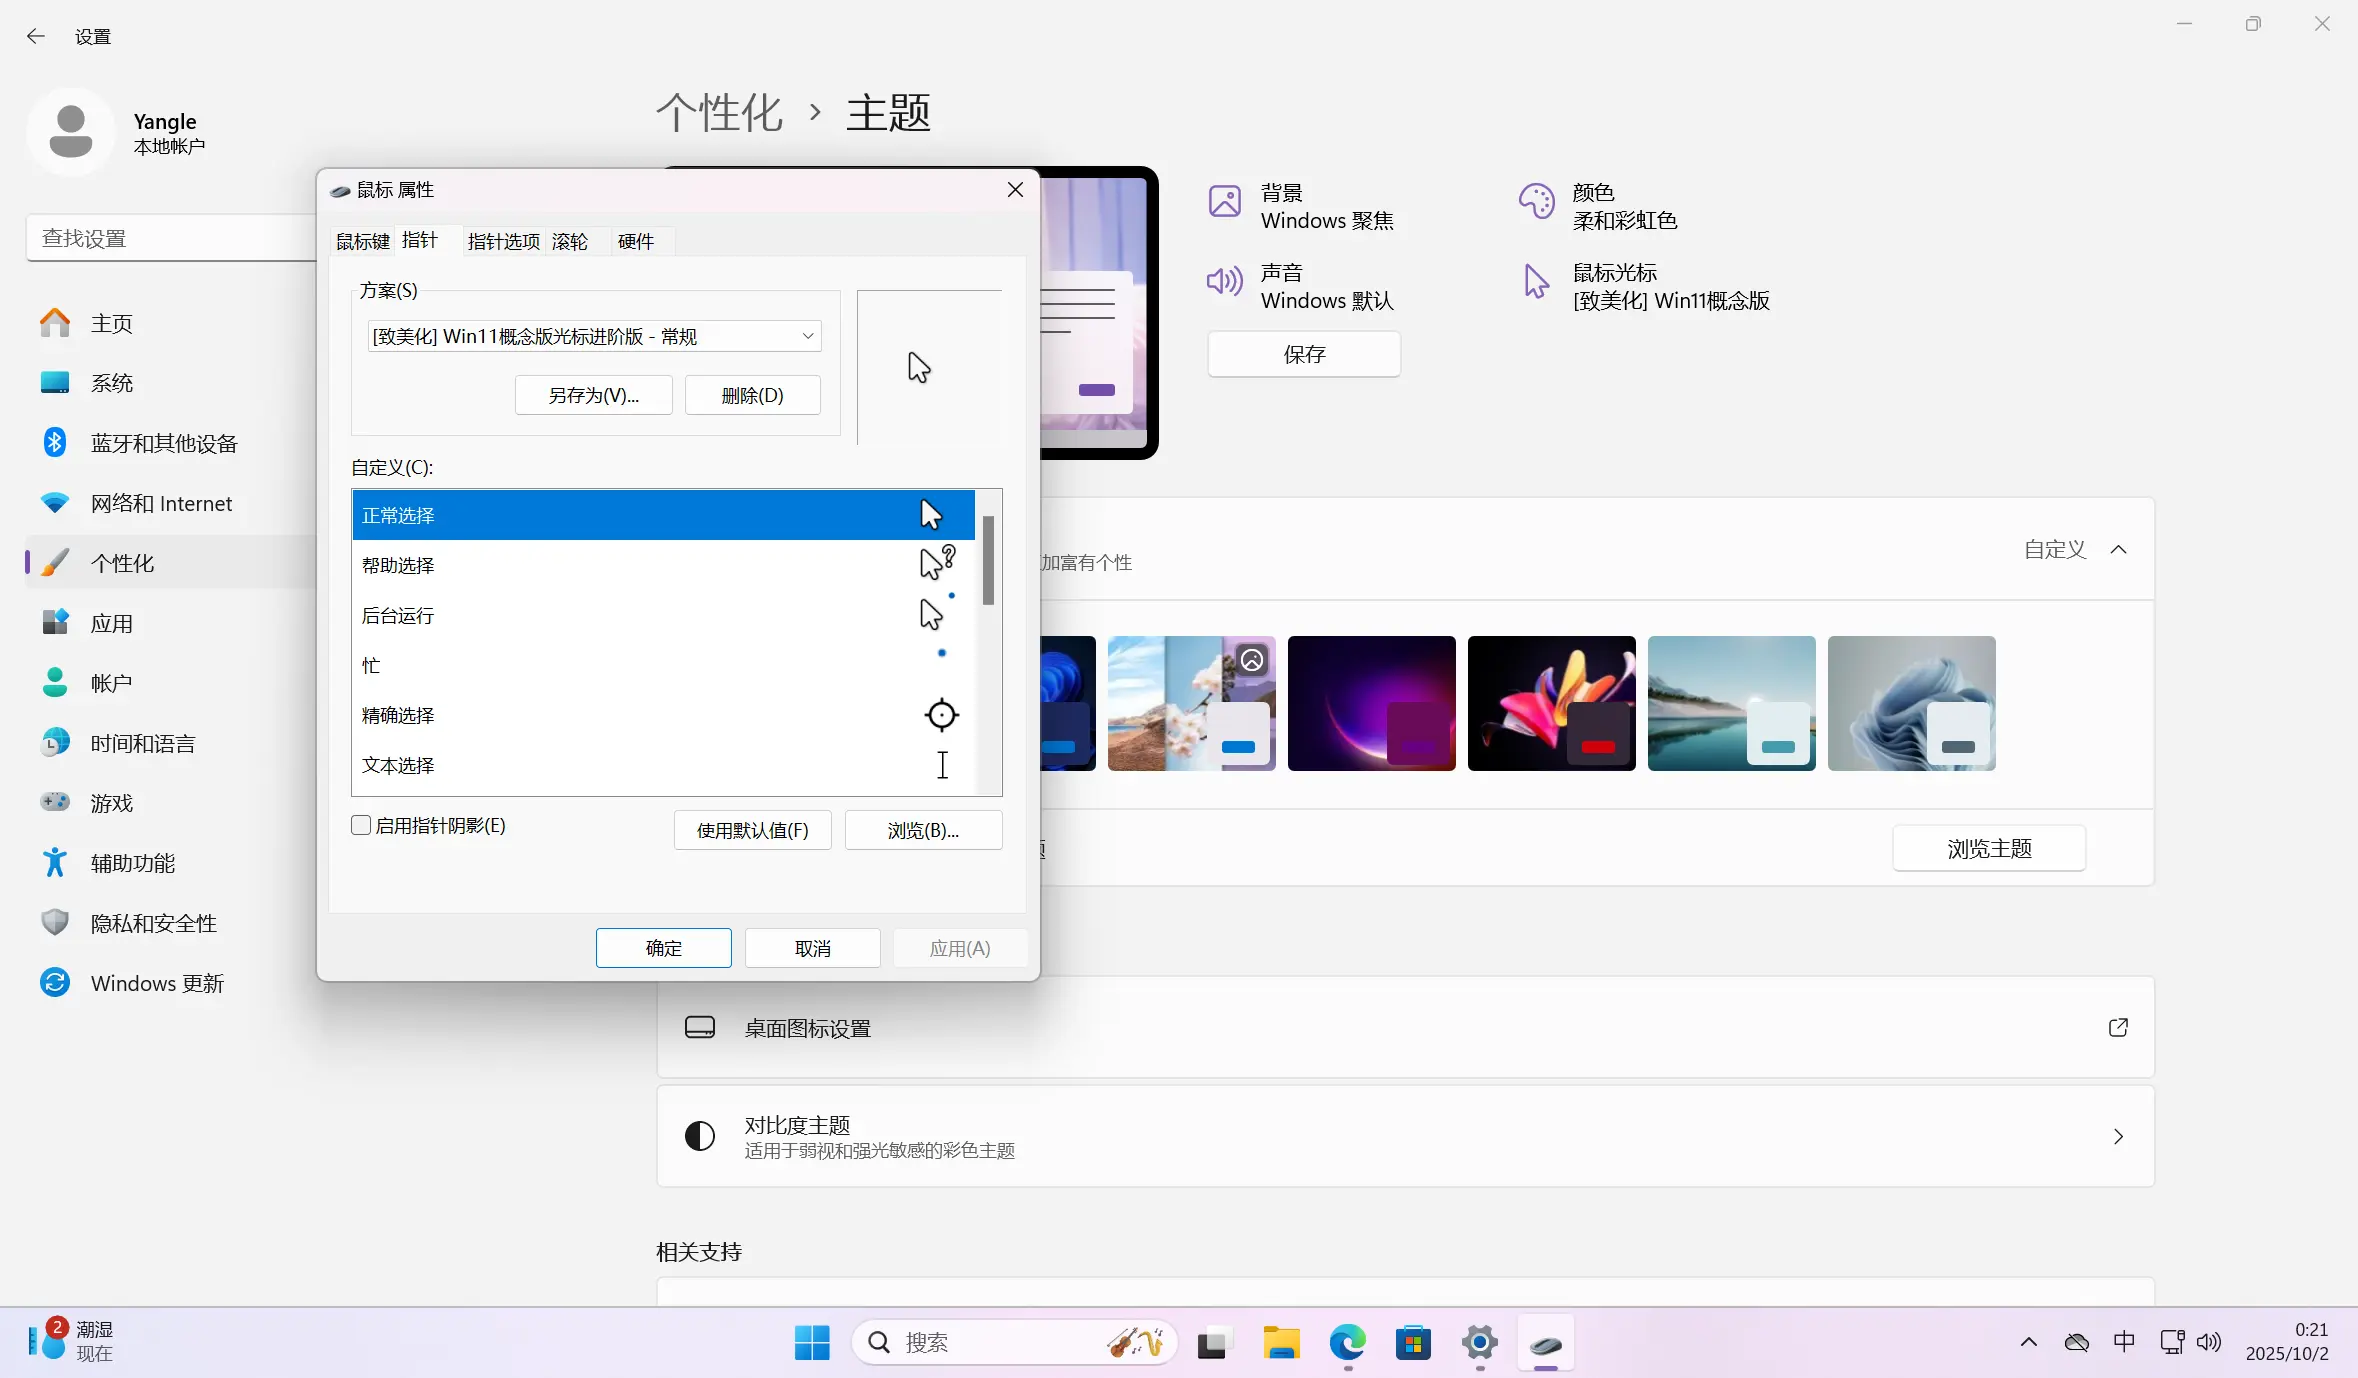 设置
Yangle
本地帐户
查找设置
主页
系统
蓝牙和其他设备
网络和 Internet
个性化
应用
帐户
时间和语言
游戏
辅助功能
隐私和安全性
Windows 更新
个性化 › 主题
背景
Windows 聚焦
颜色
柔和彩虹色
声音
Windows 默认
鼠标光标
[致美化] Win11概念版
保存
鼠标 属性
鼠标键 指针 指针选项 滚轮 硬件
方案(S)
[致美化] Win11概念版光标进阶版 - 常规
另存为(V)...
删除(D)
自定义(C):
正常选择
帮助选择
后台运行
忙
精确选择
文本选择
启用指针阴影(E)
使用默认值(F)
浏览(B)...
确定
取消
应用(A)
加富有个性
自定义
浏览主题
桌面图标设置
对比度主题
适用于弱视和强光敏感的彩色主题
相关支持
2
潮湿
现在
搜索
中
0:21
2025/10/2